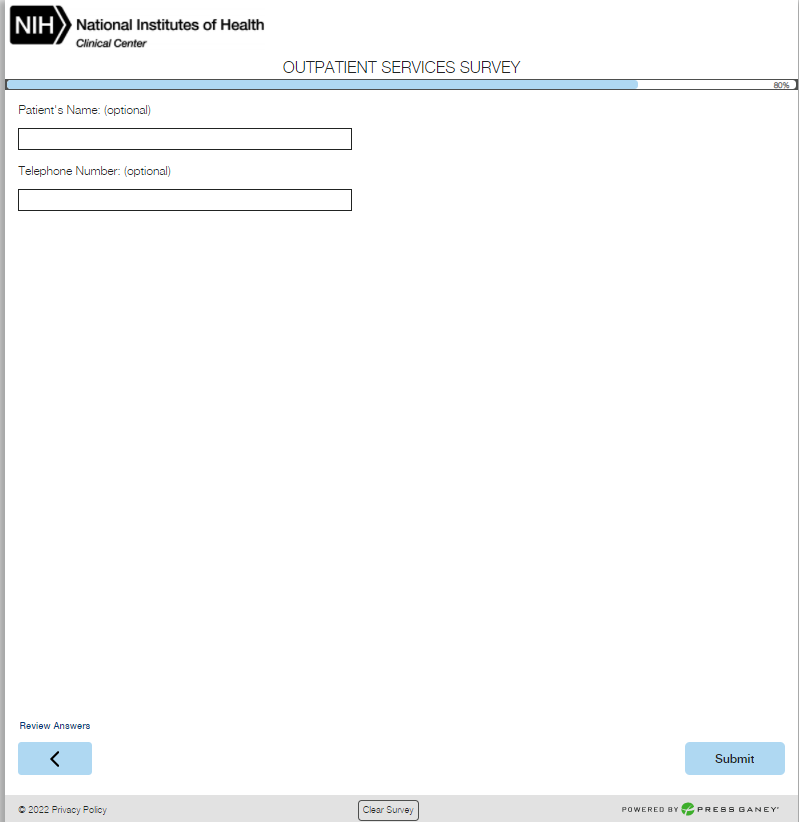 NIH National Institutes of Health
Clinical Center
OUTPATIENT SERVICES SURVEY
80%
Patient's Name: (optional)
Telephone Number: (optional)
Review Answers
Submit
© 2022 Privacy Policy
Clear Survey
POWERED BY PRESS GANEY